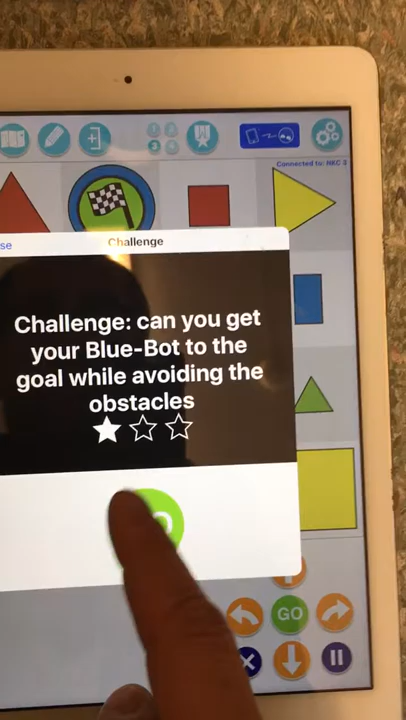 Connected to: NKC 3
se
Challenge
Challenge: can you get
your Blue-Bot to the
goal while avoiding the
obstacles
GO